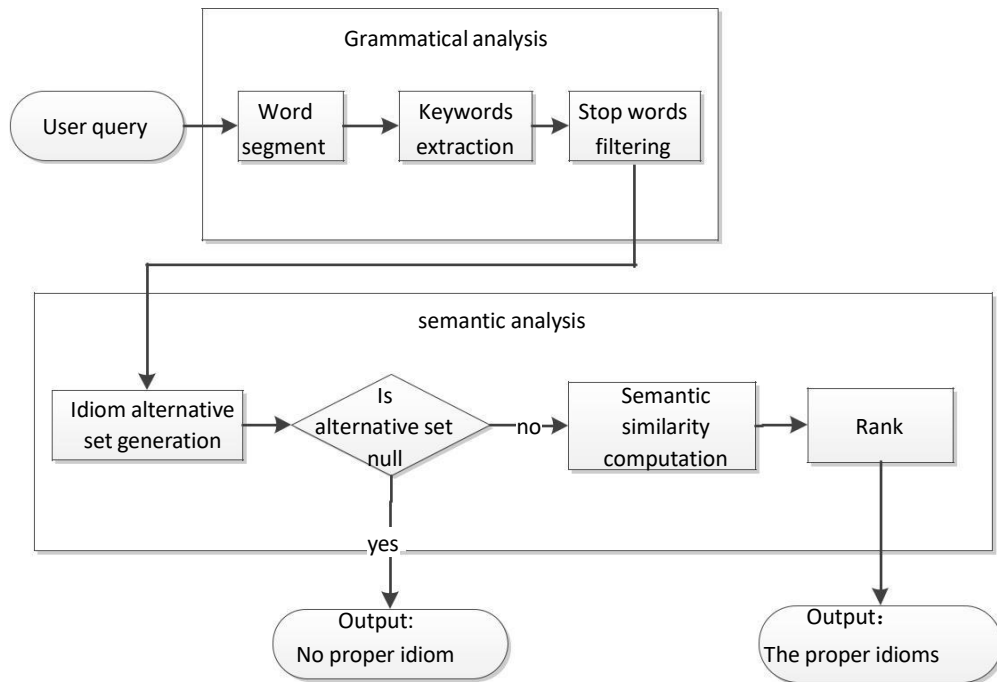 Grammatical analysis
User query
Word
segment
Keywords
extraction
Stop words
filtering
semantic analysis
Idiom alternative
set generation
Is
alternative set
null
no
Semantic
similarity
computation
Rank
yes
Output:
No proper idiom
Output：
The proper idioms